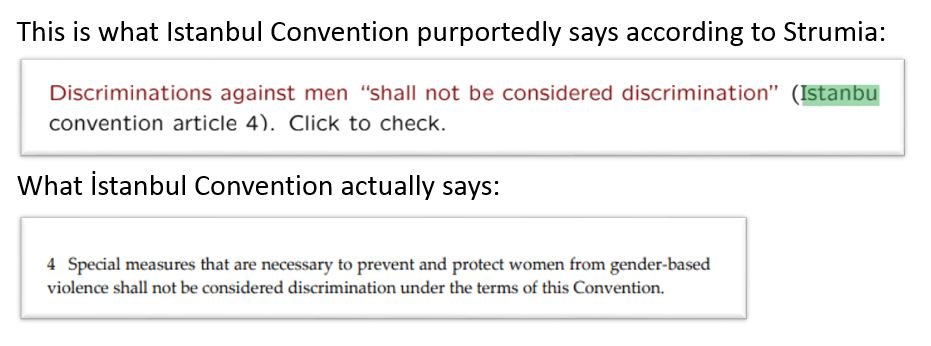 This is what Istanbul Convention purportedly says according to Strumia:
Discriminations against men “shall not be considered discrimination” (Istanbu
convention article 4). Click to check.
What İstanbul Convention actually says:
4 Special measures that are necessary to prevent and protect women from gender-based
violence shall not be considered discrimination under the terms of this Convention.